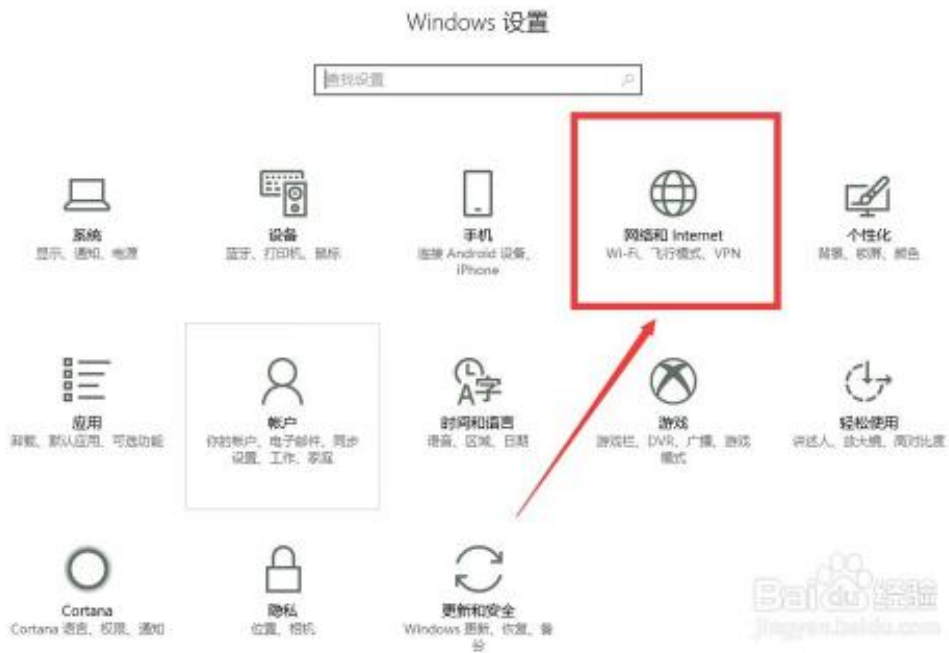 Windows 设置
查找设置
系统
显示、通知、电源
设备
蓝牙、打印机、鼠标
手机
连接 Android 设备、
iPhone
网络和 Internet
Wi-Fi、飞行模式、VPN
个性化
背景、锁屏、颜色
应用
卸载、默认应用、可选功能
帐户
你的帐户、电子邮件、同步
设置、工作、家庭
时间和语言
语音、区域、日期
游戏
游戏栏、DVR、广播、游戏
模式
轻松使用
讲述人、放大镜、高对比度
Cortana
Cortana 语言、权限、通知
隐私
位置、相机
更新和安全
Windows 更新、恢复、备
份
Baidu 经验
jingyan.baidu.com